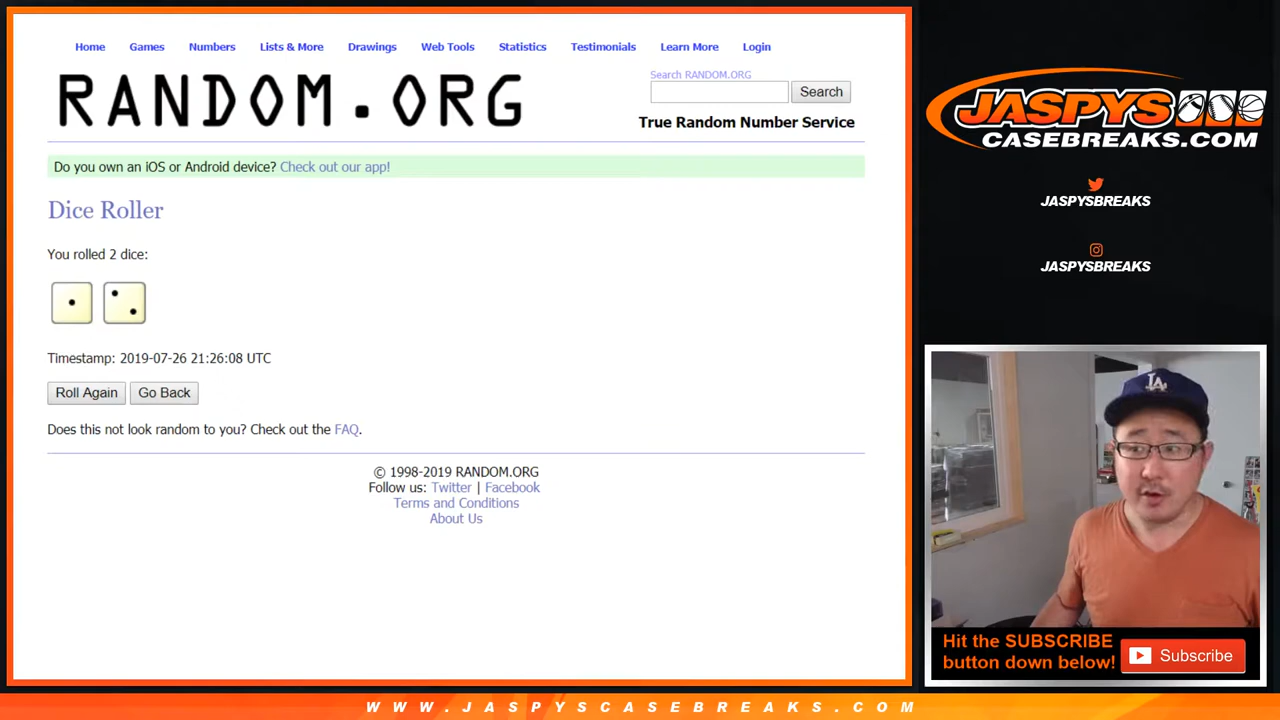 Home Games Numbers Lists & More Drawings Web Tools Statistics Testimonials Learn More Login
RANDOM.ORG
Search RANDOM.ORG
Search
True Random Number Service
Do you own an iOS or Android device? Check out our app!
Dice Roller
You rolled 2 dice:
Timestamp: 2019-07-26 21:26:08 UTC
Roll Again Go Back
Does this not look random to you? Check out the FAQ.
© 1998-2019 RANDOM.ORG
Follow us: Twitter | Facebook
Terms and Conditions
About Us
JASPYS
CASEBREAKS.COM
JASPYSBREAKS
JASPYSBREAKS
LA
Hit the SUBSCRIBE
button down below!
Subscribe
WWW.JASPYSCASEBREAKS.COM